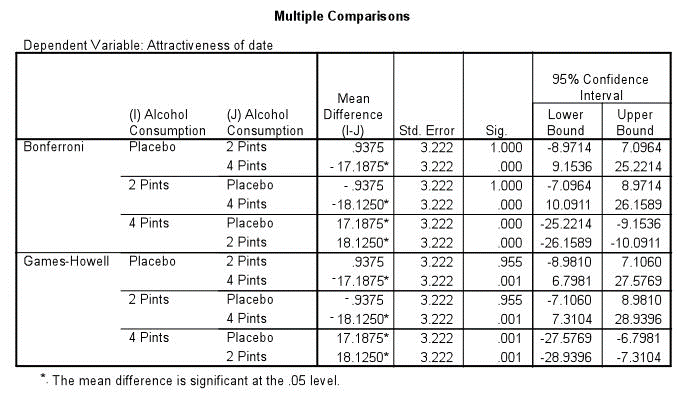 Multiple Comparisons
Dependent Variable: Attractiveness of date
95% Confidence
Interval
Mean
Difference
(I-J)
(I) Alcohol
Consumption
(J) Alcohol
Consumption
Std. Error
Sig.
Lower
Bound
Upper
Bound
Bonferroni Placebo 2 Pints .9375 3.222 1.000 -8.9714 7.0964
4 Pints - 17.1875* 3.222 .000 9.1536 25.2214
2 Pints Placebo - .9375 3.222 1.000 -7.0964 8.9714
4 Pints -18.1250* 3.222 .000 10.0911 26.1589
4 Pints Placebo 17.1875* 3.222 .000 -25.2214 -9.1536
2 Pints 18.1250* 3.222 .000 -26.1589 -10.0911
Games-Howell Placebo 2 Pints .9375 3.222 .955 -8.9810 7.1060
4 Pints -17.1875* 3.222 .001 6.7981 27.5769
2 Pints Placebo -.9375 3.222 .955 -7.1060 8.9810
4 Pints - 18.1250* 3.222 .001 7.3104 28.9396
4 Pints Placebo 17.1875* 3.222 .001 -27.5769 -6.7981
2 Pints 18.1250* 3.222 .001 -28.9396 -7.3104
*. The mean difference is significant at the .05 level.